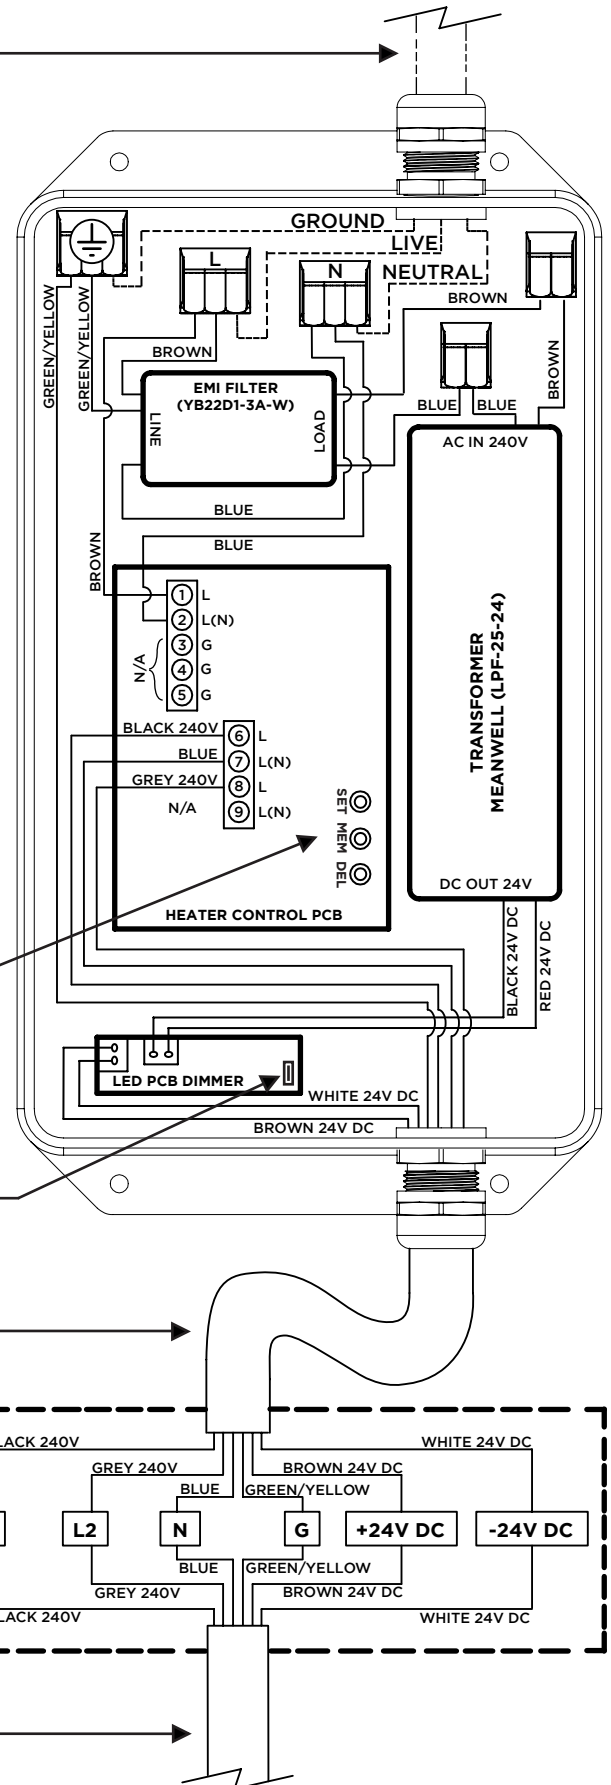 GROUND
LIVE
L
N
NEUTRAL
BROWN
GREEN/YELLOW
GREEN/YELLOW
BROWN
BROWN
EMI FILTER
(YB22D1-3A-W)
LINE
LOAD
BLUE
BLUE
AC IN 240V
BLUE
BLUE
BROWN
1 L
2 L(N)
3 G
4 G
5 G
N/A
TRANSFORMER
MEANWELL (LPF-25-24)
BLACK 240V
6 L
BLUE
7 L(N)
GREY 240V
8 L
N/A
9 L(N)
SET
MEM
DEL
DC OUT 24V
HEATER CONTROL PCB
BLACK 24V DC
RED 24V DC
LED PCB DIMMER
WHITE 24V DC
BROWN 24V DC
LACK 240V
WHITE 24V DC
GREY 240V
BROWN 24V DC
BLUE
GREEN/YELLOW
L2
N
G
+24V DC
-24V DC
BLUE
GREEN/YELLOW
GREY 240V
BROWN 24V DC
LACK 240V
WHITE 24V DC